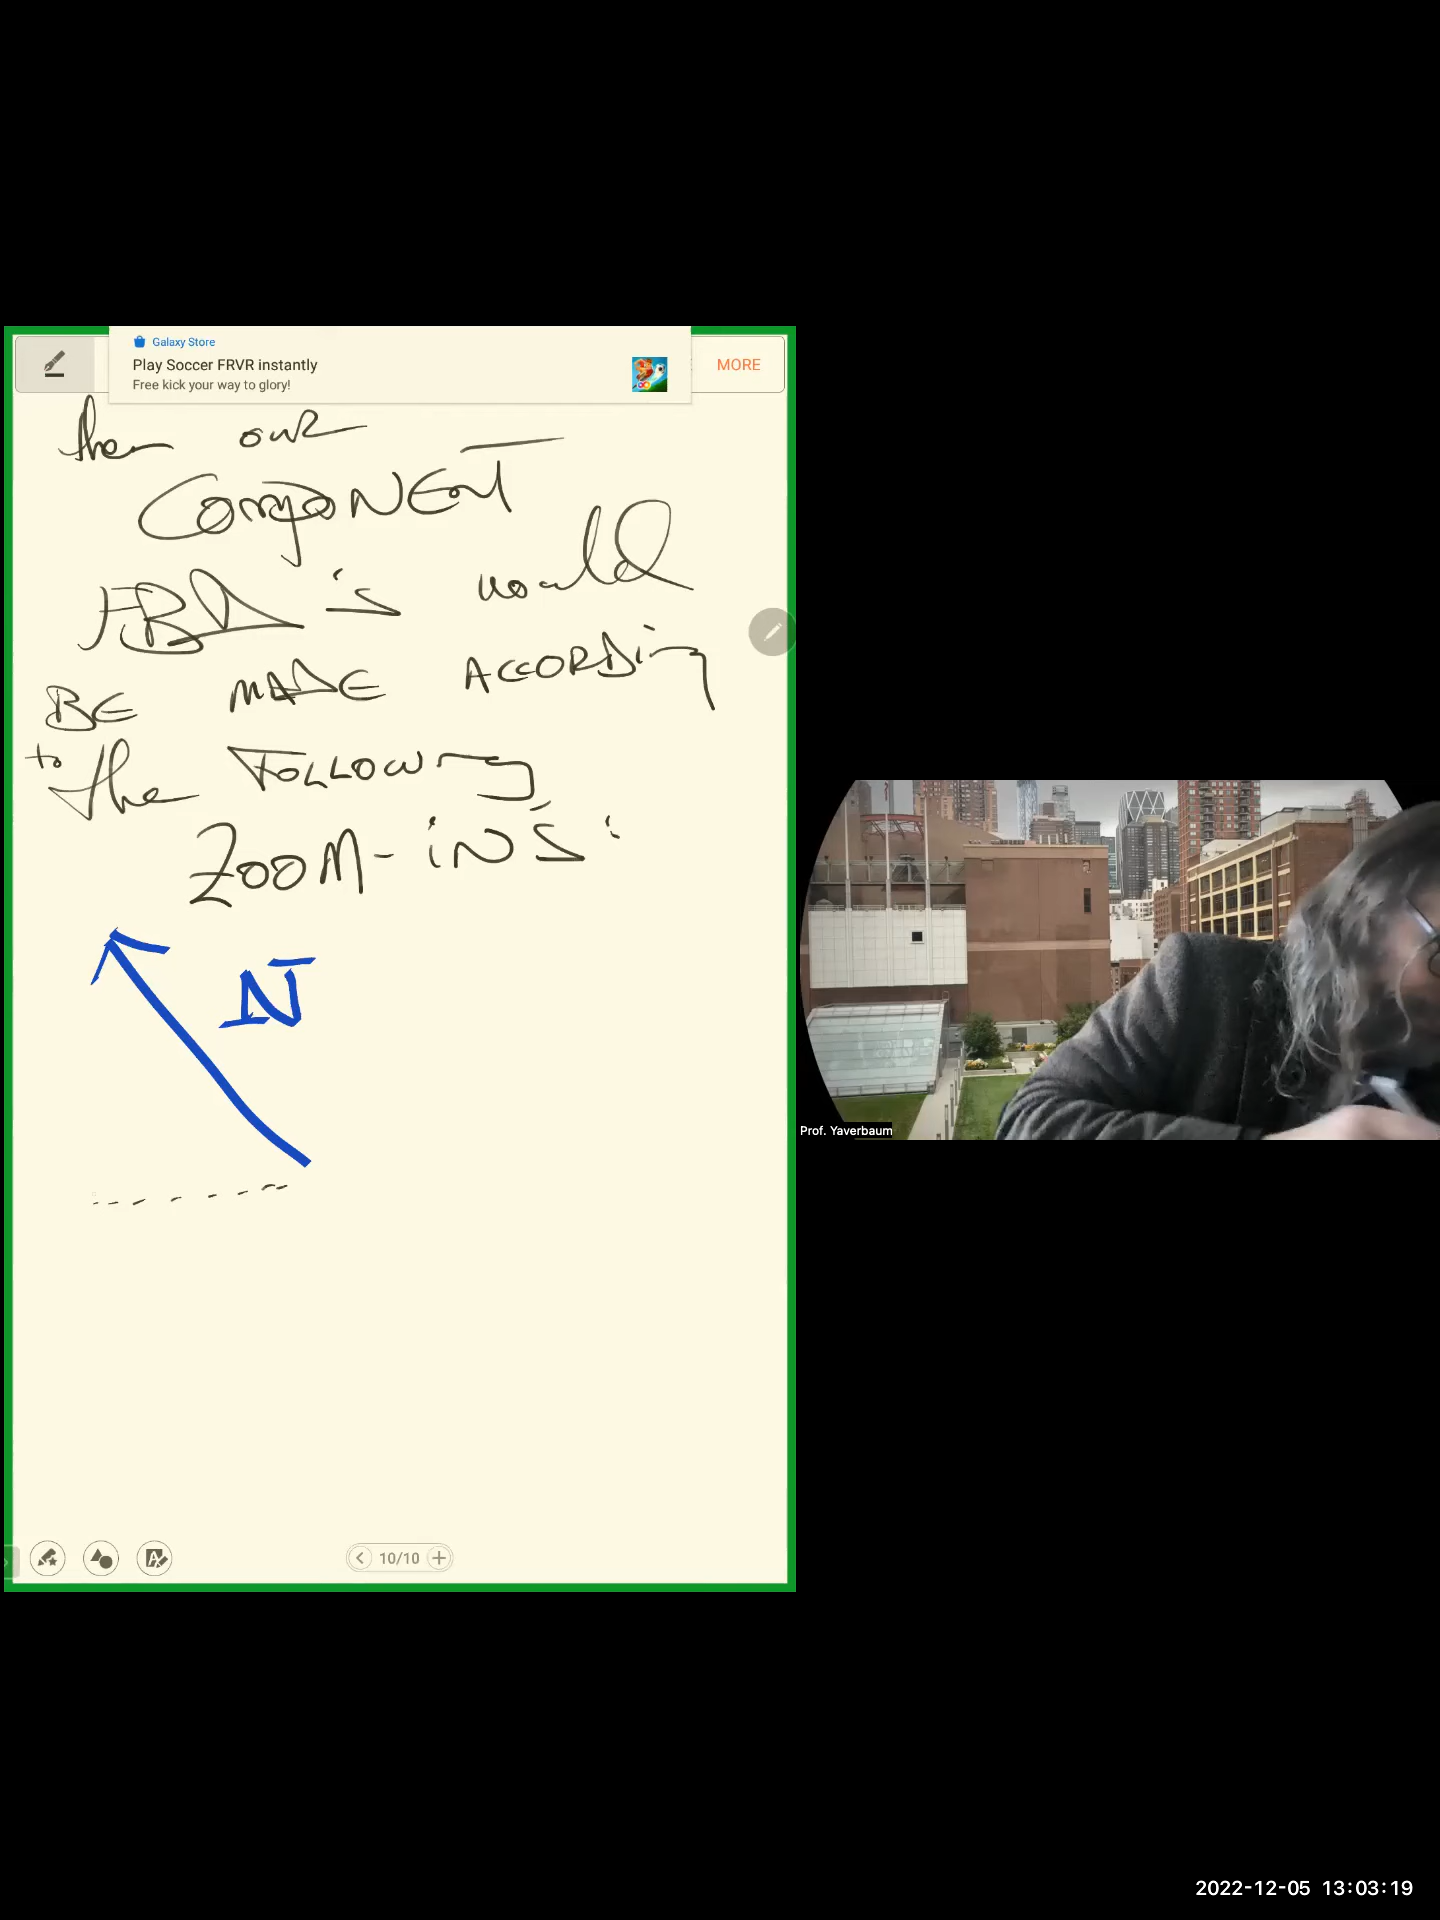 Galaxy Store
Play Soccer FRVR instantly
Free kick your way to glory!
MORE
then our
COMPONENT
FBD's would
BE MADE ACCORDing
to the FOLLOWing
ZOOM-iNS:
N
10/10
Prof. Yaverbaum
2022-12-05 13:03:19